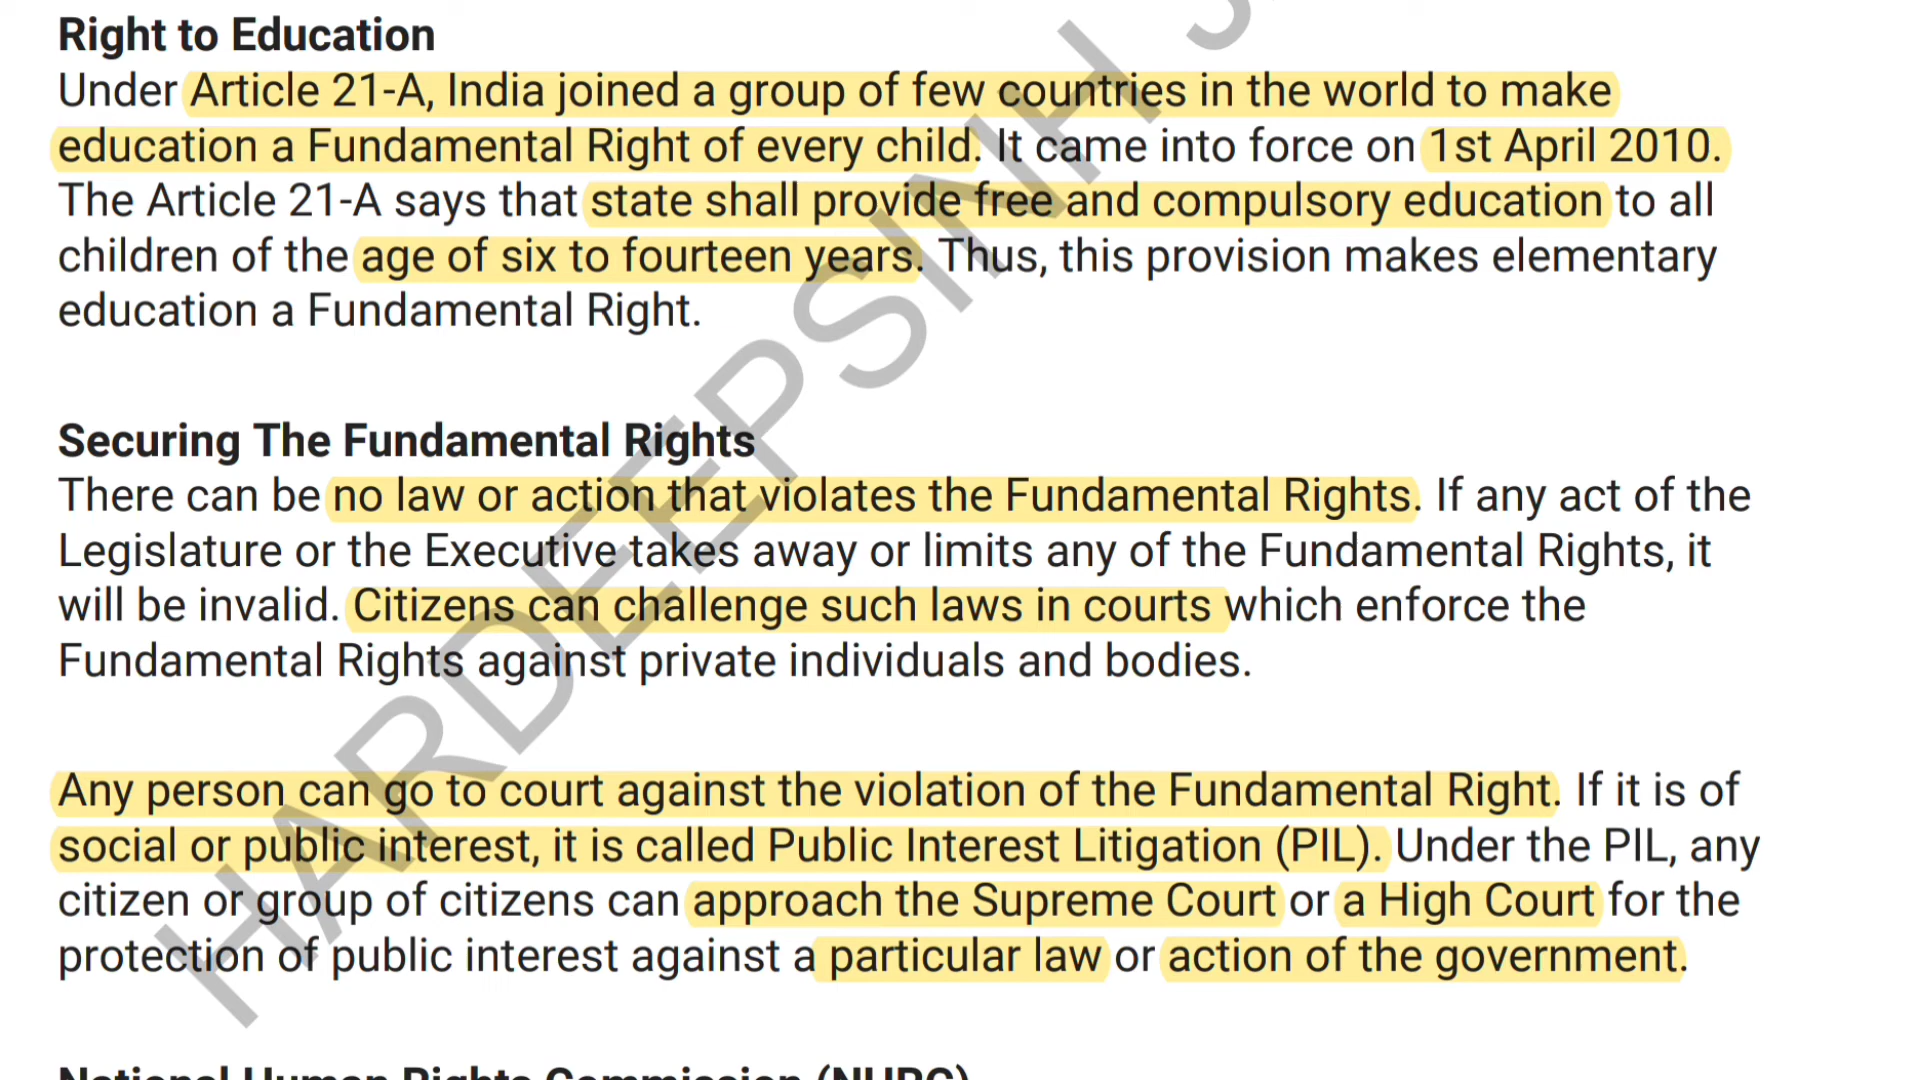 Right to Education
Under Article 21-A, India joined a group of few countries in the world to make
education a Fundamental Right of every child. It came into force on 1st April 2010.
The Article 21-A says that state shall provide free and compulsory education to all
children of the age of six to fourteen years. Thus, this provision makes elementary
education a Fundamental Right.
Securing The Fundamental Rights
There can be no law or action that violates the Fundamental Rights. If any act of the
Legislature or the Executive takes away or limits any of the Fundamental Rights, it
will be invalid. Citizens can challenge such laws in courts which enforce the
Fundamental Rights against private individuals and bodies.
Any person can go to court against the violation of the Fundamental Right. If it is of
social or public interest, it is called Public Interest Litigation (PIL). Under the PIL, any
citizen or group of citizens can approach the Supreme Court or a High Court for the
protection of public interest against a particular law or action of the government.
National Human Rights Commission (NHRC)
HARDEEPSINH J